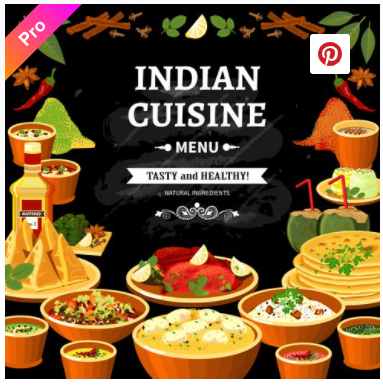 Pro
INDIAN
CUISINE
MENU
TASTY and HEALTHY!
NATURAL INGREDIENTS